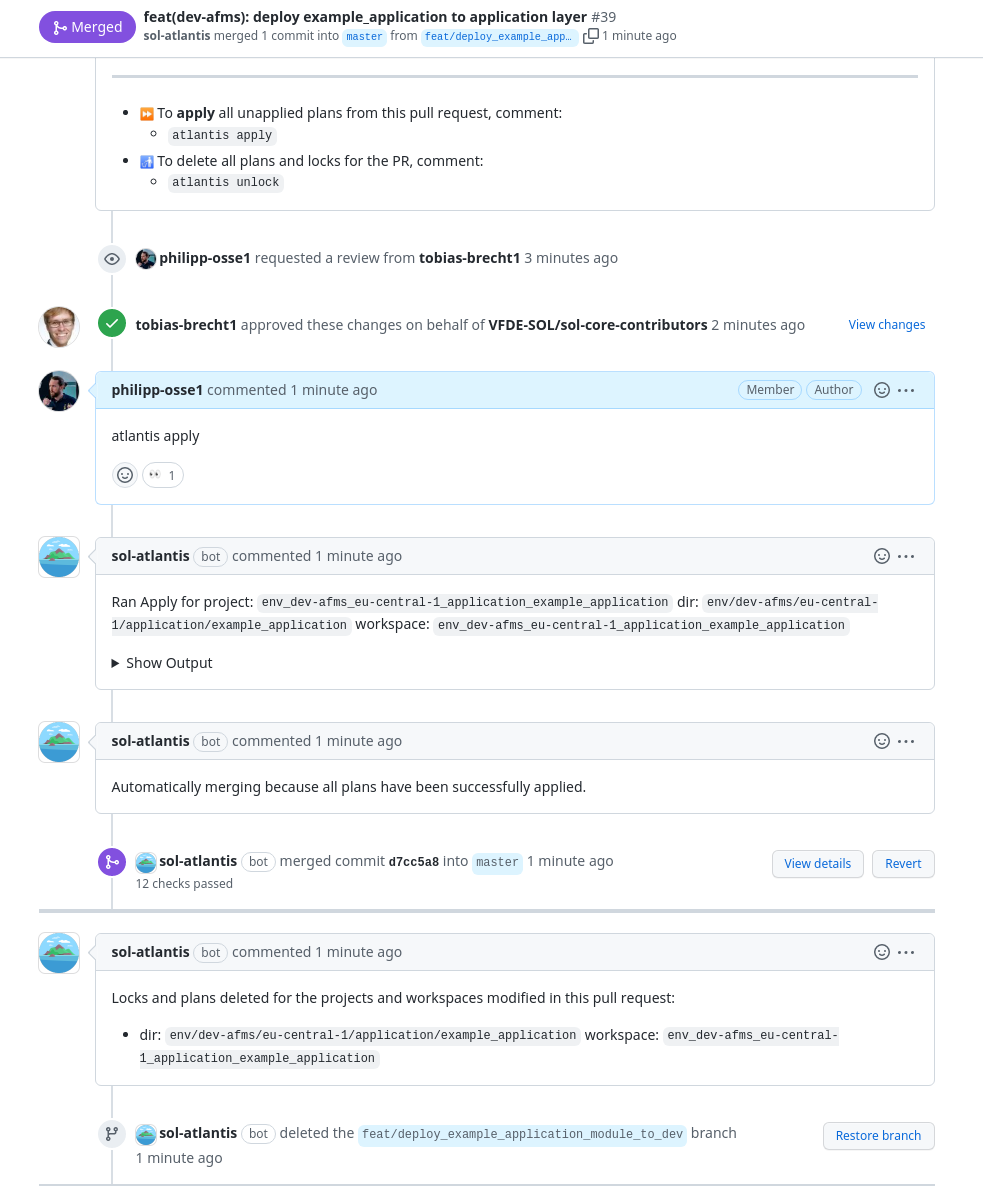 Merged
feat(dev-afms): deploy example_application to application layer #39
sol-atlantis merged 1 commit into master from feat/deploy_example_app… 1 minute ago
To apply all unapplied plans from this pull request, comment:
atlantis apply
To delete all plans and locks for the PR, comment:
atlantis unlock
philipp-osse1 requested a review from tobias-brecht1 3 minutes ago
tobias-brecht1 approved these changes on behalf of VFDE-SOL/sol-core-contributors 2 minutes ago
View changes
philipp-osse1 commented 1 minute ago
Member Author
atlantis apply
1
sol-atlantis bot commented 1 minute ago
Ran Apply for project: env_dev-afms_eu-central-1_application_example_application dir: env/dev-afms/eu-central-
1/application/example_application workspace: env_dev-afms_eu-central-1_application_example_application
Show Output
sol-atlantis bot commented 1 minute ago
Automatically merging because all plans have been successfully applied.
sol-atlantis bot merged commit d7cc5a8 into master 1 minute ago
View details Revert
12 checks passed
sol-atlantis bot commented 1 minute ago
Locks and plans deleted for the projects and workspaces modified in this pull request:
dir: env/dev-afms/eu-central-1/application/example_application workspace: env_dev-afms_eu-central-
1_application_example_application
sol-atlantis bot deleted the feat/deploy_example_application_module_to_dev branch
Restore branch
1 minute ago